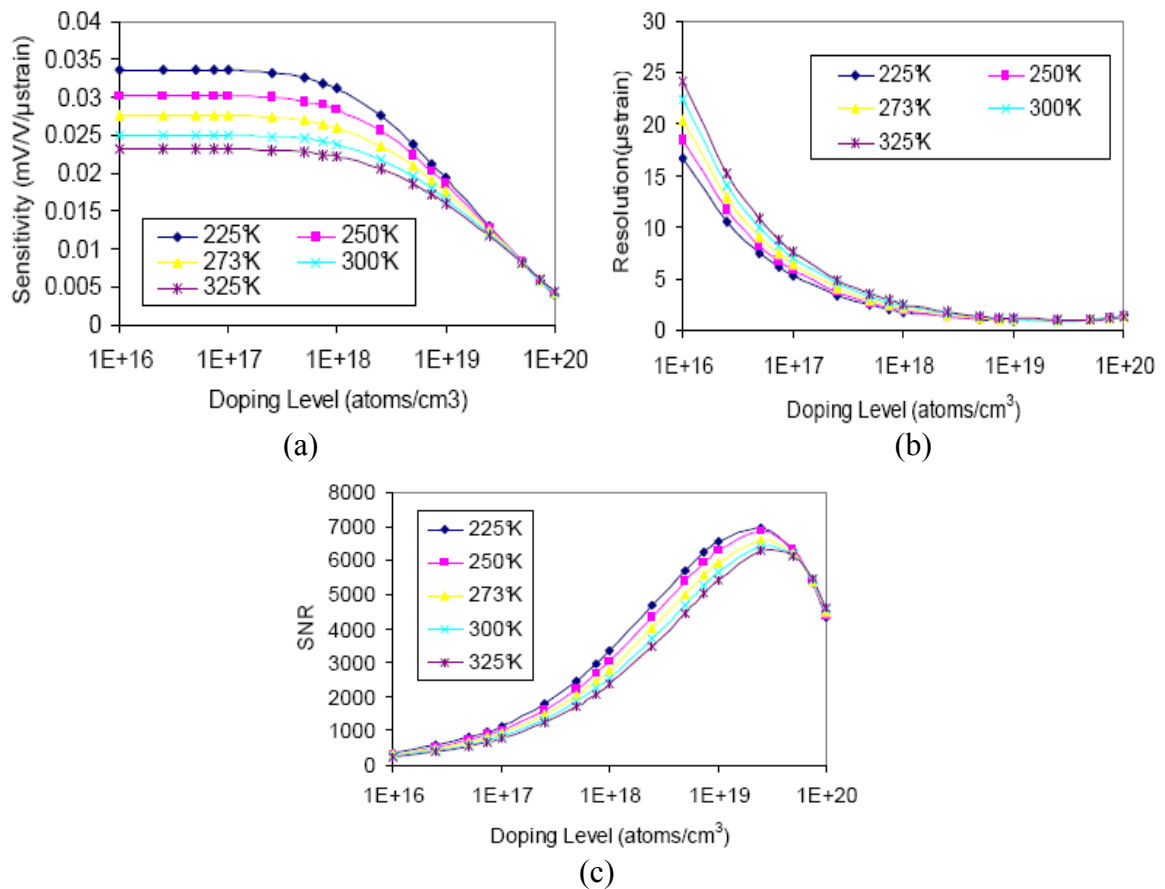 0.04
0.035
0.03
0.025
0.02
0.015
0.01
0.005
0
Sensitivity (mV/V/µstrain)
225°K 250°K
273°K 300°K
325°K
1E+16 1E+17 1E+18 1E+19 1E+20
Doping Level (atoms/cm3)
(a)
30
25
20
15
10
5
0
Resolution(µstrain)
225°K 250°K
273°K 300°K
325°K
1E+16 1E+17 1E+18 1E+19 1E+20
Doping Level (atoms/cm³)
(b)
8000
7000
6000
5000
4000
3000
2000
1000
0
SNR
225°K
250°K
273°K
300°K
325°K
1E+16 1E+17 1E+18 1E+19 1E+20
Doping Level (atoms/cm³)
(c)